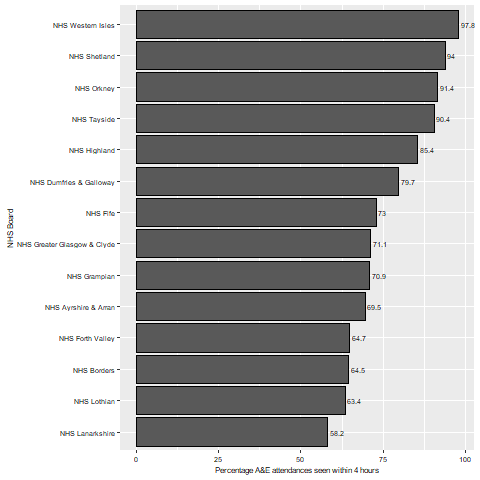 NHS Western Isles 97.8
NHS Shetland 94
NHS Orkney 91.4
NHS Tayside 90.4
NHS Highland 85.4
NHS Dumfries & Galloway 79.7
NHS Fife 73
NHS Greater Glasgow & Clyde 71.1
NHS Grampian 70.9
NHS Ayrshire & Arran 69.5
NHS Forth Valley 64.7
NHS Borders 64.5
NHS Lothian 63.4
NHS Lanarkshire 58.2
NHS Board
0 25 50 75 100
Percentage A&E attendances seen within 4 hours